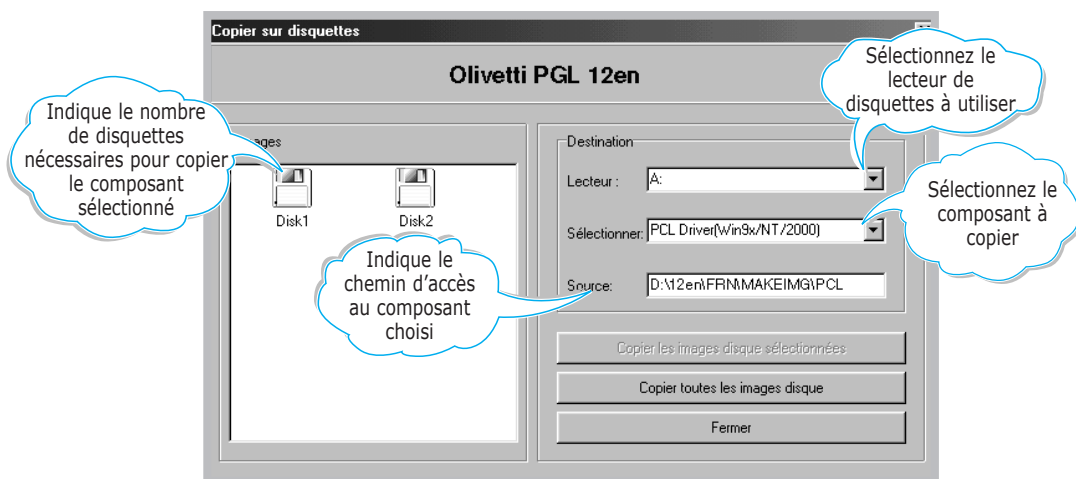 Copier sur disquettes
Olivetti PGL 12en
Indique le nombre
de disquettes
nécessaires pour copier
le composant
sélectionné
Disk1
Disk2
Indique le
chemin d'accès
au composant
choisi
Destination
Lecteur :
A:
Sélectionner:
PCL Driver(Win9x/NT/2000)
Source:
D:\12en\FRN\MAKEIMG\PCL
Sélectionnez le
lecteur de
disquettes à utiliser
Sélectionnez le
composant à
copier
Copier les images disque sélectionnées
Copier toutes les images disque
Fermer